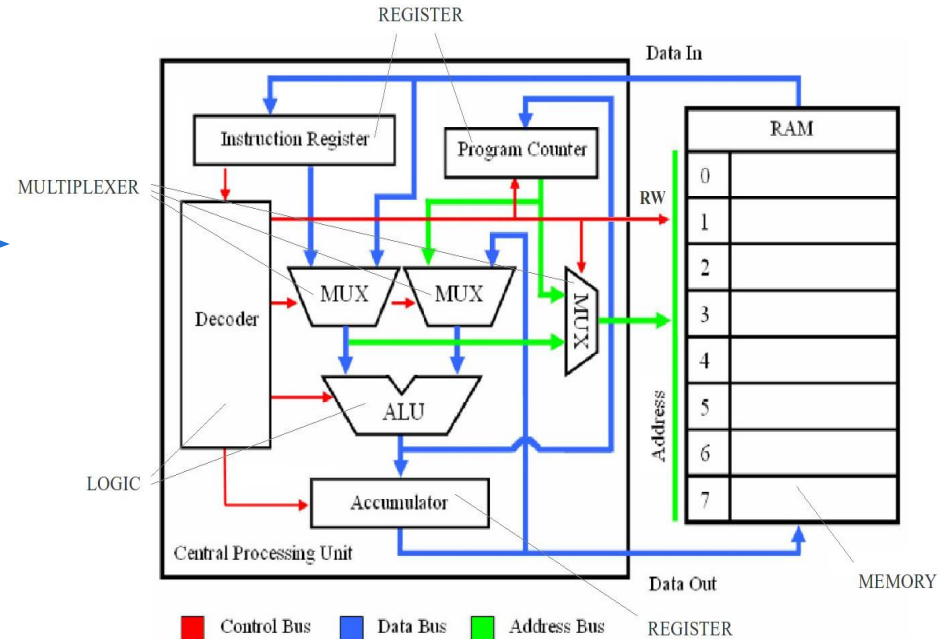 REGISTER
Data In
RAM
Instruction Register
Program Counter
MULTIPLEXER
RW
0
1
2
3
4
5
6
7
MUX
MUX
MUX
Decoder
ALU
Address
LOGIC
Accumulator
Central Processing Unit
Data Out
MEMORY
Control Bus
Data Bus
Address Bus
REGISTER